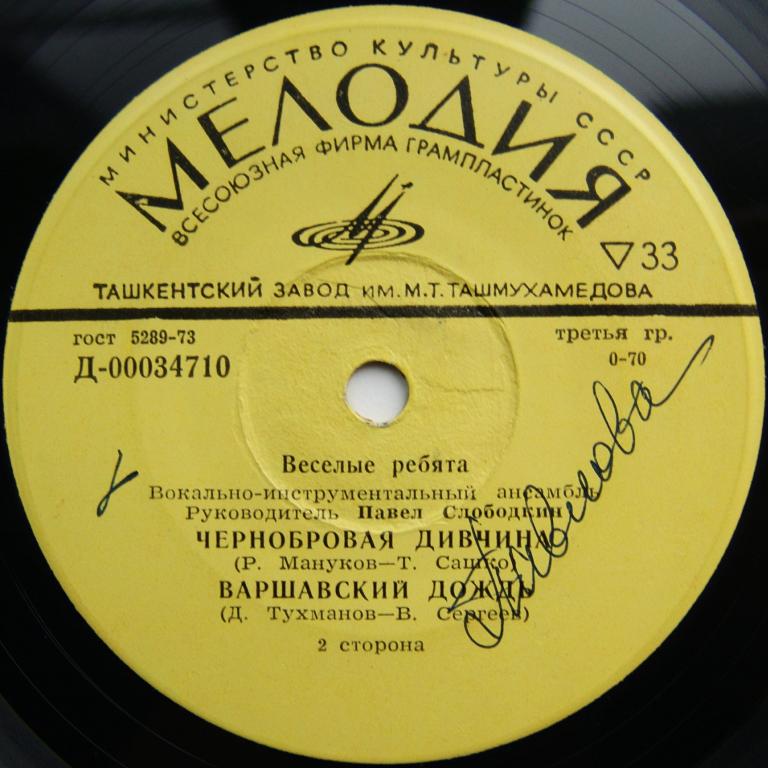 МИНИСТЕРСТВО КУЛЬТУРЫ СССР
МЕЛОДИЯ
ВСЕСОЮЗНАЯ ФИРМА ГРАМПЛАСТИНОК
▽33
ТАШКЕНТСКИЙ ЗАВОД ИМ. М.Т. ТАШМУХАМЕДОВА
гост 5289-73
третья гр.
Д-00034710
0-70
Веселые ребята
Вокально-инструментальный ансамбль
Руководитель Павел Слободкин
ЧЕРНОБРОВАЯ ДИВЧИНА
(Р. Мануков—Т. Сашко)
ВАРШАВСКИЙ ДОЖДЬ
(Д. Тухманов—В. Сергеев)
2 сторона